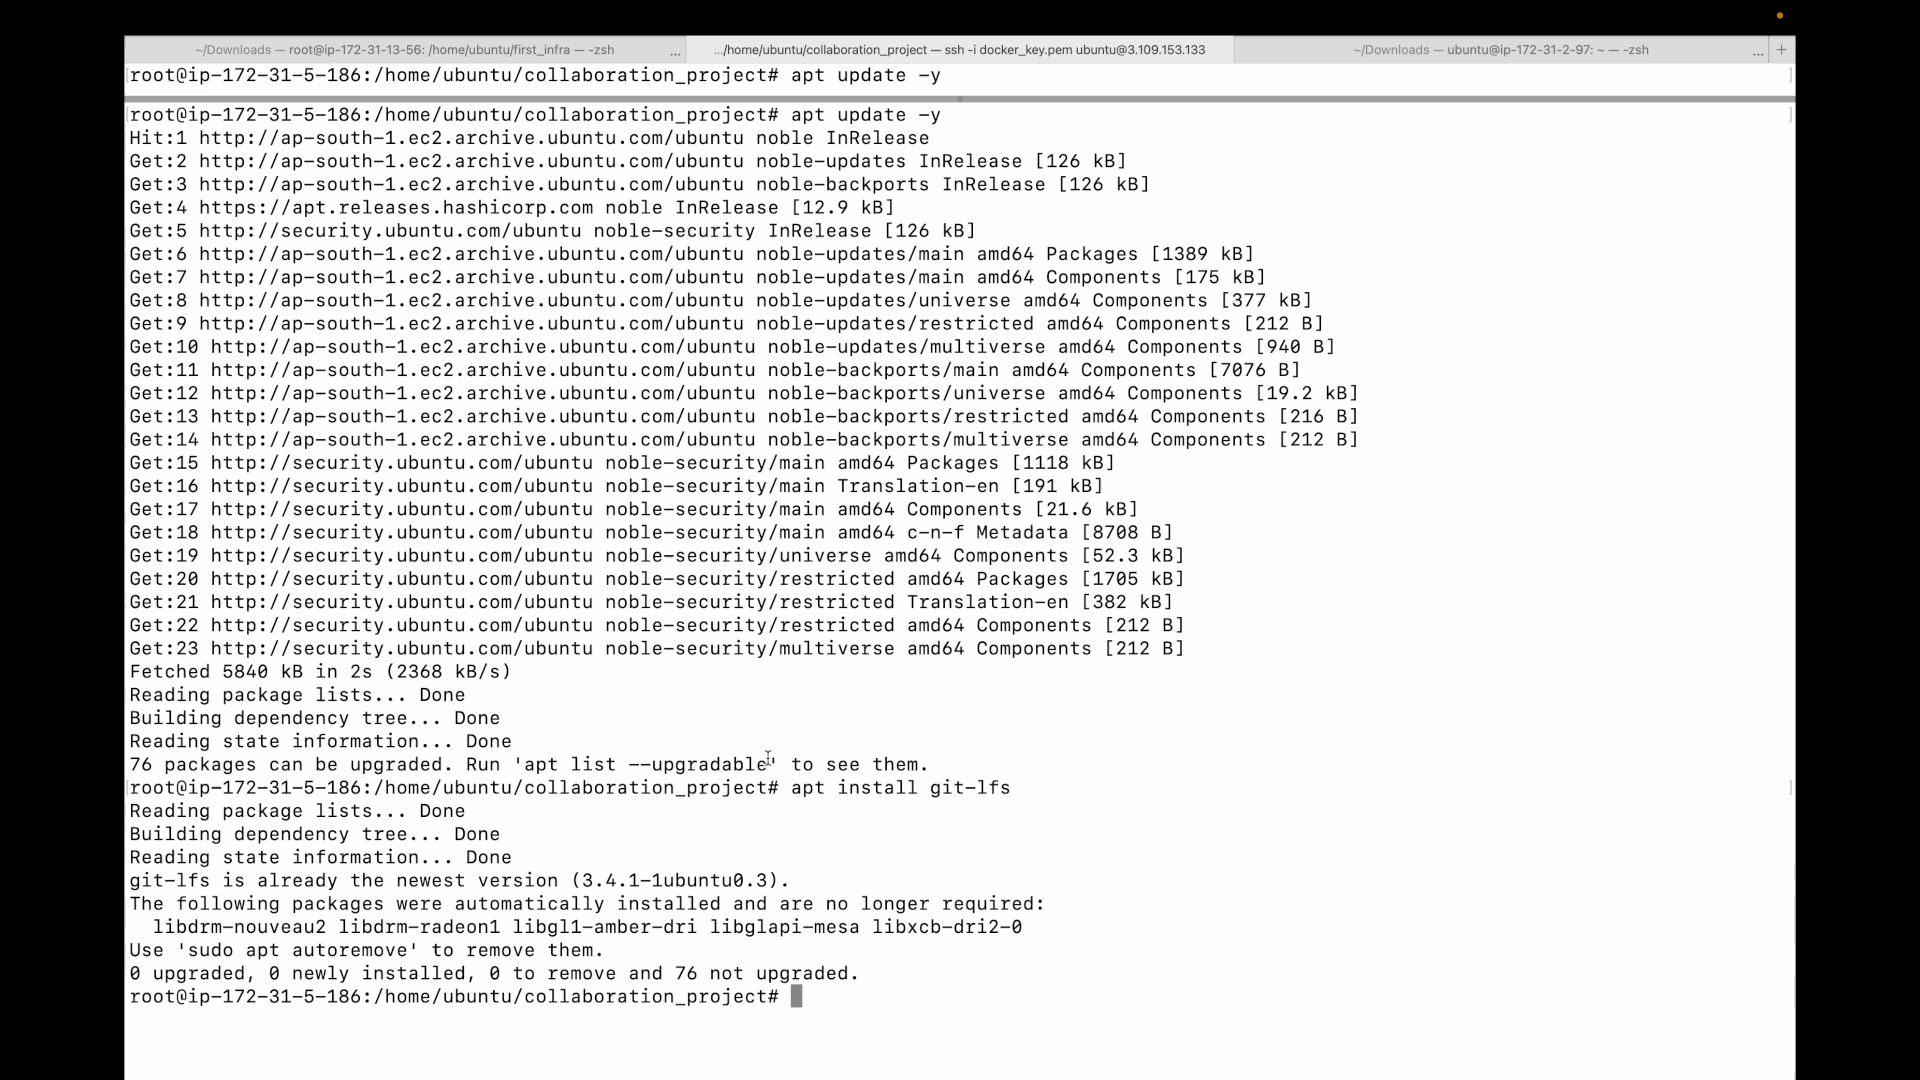 ~/Downloads — root@ip-172-31-13-56: /home/ubuntu/first_infra — -zsh ... .../home/ubuntu/collaboration_project — ssh -i docker_key.pem ubuntu@3.109.153.133 ~/Downloads — ubuntu@ip-172-31-2-97: ~ — -zsh ... +
[root@ip-172-31-5-186:/home/ubuntu/collaboration_project# apt update -y ]
[root@ip-172-31-5-186:/home/ubuntu/collaboration_project# apt update -y ]
Hit:1 http://ap-south-1.ec2.archive.ubuntu.com/ubuntu noble InRelease
Get:2 http://ap-south-1.ec2.archive.ubuntu.com/ubuntu noble-updates InRelease [126 kB]
Get:3 http://ap-south-1.ec2.archive.ubuntu.com/ubuntu noble-backports InRelease [126 kB]
Get:4 https://apt.releases.hashicorp.com noble InRelease [12.9 kB]
Get:5 http://security.ubuntu.com/ubuntu noble-security InRelease [126 kB]
Get:6 http://ap-south-1.ec2.archive.ubuntu.com/ubuntu noble-updates/main amd64 Packages [1389 kB]
Get:7 http://ap-south-1.ec2.archive.ubuntu.com/ubuntu noble-updates/main amd64 Components [175 kB]
Get:8 http://ap-south-1.ec2.archive.ubuntu.com/ubuntu noble-updates/universe amd64 Components [377 kB]
Get:9 http://ap-south-1.ec2.archive.ubuntu.com/ubuntu noble-updates/restricted amd64 Components [212 B]
Get:10 http://ap-south-1.ec2.archive.ubuntu.com/ubuntu noble-updates/multiverse amd64 Components [940 B]
Get:11 http://ap-south-1.ec2.archive.ubuntu.com/ubuntu noble-backports/main amd64 Components [7076 B]
Get:12 http://ap-south-1.ec2.archive.ubuntu.com/ubuntu noble-backports/universe amd64 Components [19.2 kB]
Get:13 http://ap-south-1.ec2.archive.ubuntu.com/ubuntu noble-backports/restricted amd64 Components [216 B]
Get:14 http://ap-south-1.ec2.archive.ubuntu.com/ubuntu noble-backports/multiverse amd64 Components [212 B]
Get:15 http://security.ubuntu.com/ubuntu noble-security/main amd64 Packages [1118 kB]
Get:16 http://security.ubuntu.com/ubuntu noble-security/main Translation-en [191 kB]
Get:17 http://security.ubuntu.com/ubuntu noble-security/main amd64 Components [21.6 kB]
Get:18 http://security.ubuntu.com/ubuntu noble-security/main amd64 c-n-f Metadata [8708 B]
Get:19 http://security.ubuntu.com/ubuntu noble-security/universe amd64 Components [52.3 kB]
Get:20 http://security.ubuntu.com/ubuntu noble-security/restricted amd64 Packages [1705 kB]
Get:21 http://security.ubuntu.com/ubuntu noble-security/restricted Translation-en [382 kB]
Get:22 http://security.ubuntu.com/ubuntu noble-security/restricted amd64 Components [212 B]
Get:23 http://security.ubuntu.com/ubuntu noble-security/multiverse amd64 Components [212 B]
Fetched 5840 kB in 2s (2368 kB/s)
Reading package lists... Done
Building dependency tree... Done
Reading state information... Done
76 packages can be upgraded. Run 'apt list --upgradable' to see them.
[root@ip-172-31-5-186:/home/ubuntu/collaboration_project# apt install git-lfs ]
Reading package lists... Done
Building dependency tree... Done
Reading state information... Done
git-lfs is already the newest version (3.4.1-1ubuntu0.3).
The following packages were automatically installed and are no longer required:
  libdrm-nouveau2 libdrm-radeon1 libgl1-amber-dri libglapi-mesa libxcb-dri2-0
Use 'sudo apt autoremove' to remove them.
0 upgraded, 0 newly installed, 0 to remove and 76 not upgraded.
root@ip-172-31-5-186:/home/ubuntu/collaboration_project#